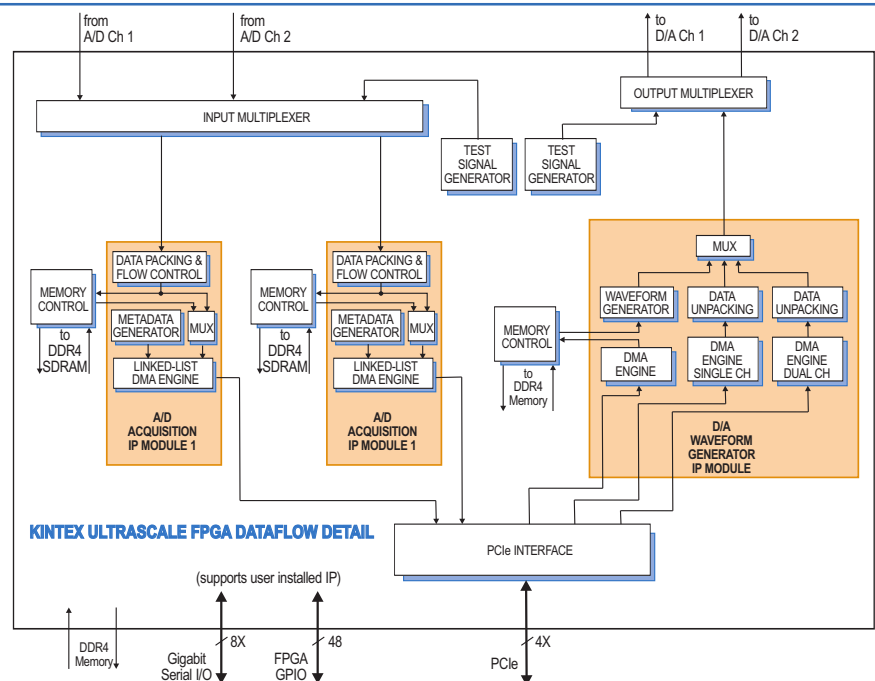 from
A/D Ch 1
from
A/D Ch 2
to
D/A Ch 1
to
D/A Ch 2
INPUT MULTIPLEXER
OUTPUT MULTIPLEXER
TEST
SIGNAL
GENERATOR
TEST
SIGNAL
GENERATOR
DATA PACKING &
FLOW CONTROL
MEMORY
CONTROL
METADATA
GENERATOR
MUX
to
DDR4
SDRAM
LINKED-LIST
DMA ENGINE
A/D
ACQUISITION
IP MODULE 1
DATA PACKING &
FLOW CONTROL
MEMORY
CONTROL
METADATA
GENERATOR
MUX
to
DDR4
SDRAM
LINKED-LIST
DMA ENGINE
A/D
ACQUISITION
IP MODULE 1
MUX
WAVEFORM
GENERATOR
DATA
UNPACKING
DATA
UNPACKING
MEMORY
CONTROL
to DDR4
Memory
DMA
ENGINE
DMA
ENGINE
SINGLE CH
DMA
ENGINE
DUAL CH
D/A
WAVEFORM
GENERATOR
IP MODULE
KINTEX ULTRASCALE FPGA DATAFLOW DETAIL
PCIe INTERFACE
(supports user installed IP)
DDR4
Memory
8X
Gigabit
Serial I/O
48
FPGA
GPIO
4X
PCIe